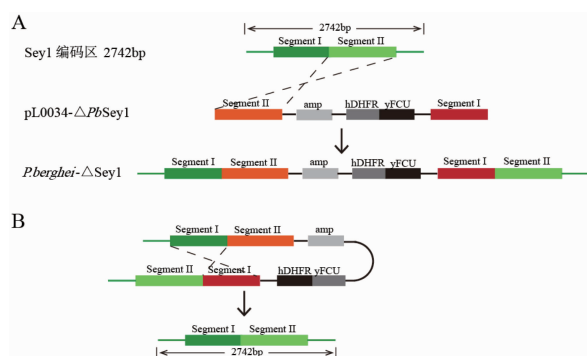 A
2742bp
Sey1 编码区 2742bp
Segment I Segment II
pL0034-△PbSey1
Segment II amp hDHFR yFCU Segment I
P.berghei-△Sey1
Segment I Segment II amp hDHFR yFCU Segment I Segment II
B
Segment I Segment II amp
Segment II Segment I hDHFR yFCU
Segment I Segment II
2742bp